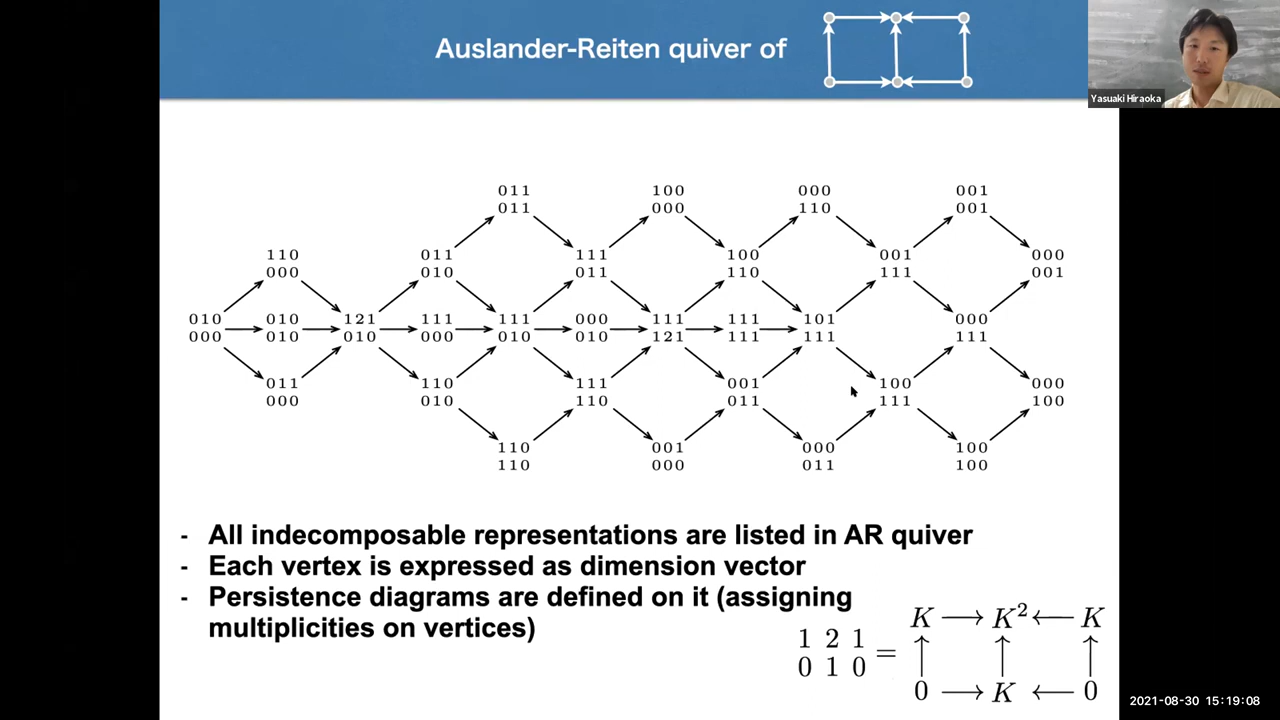 Auslander-Reiten quiver of
Yasuaki Hiraoka
011 100 000 001
011 000 110 001
110 011 111 100 001 000
000 010 011 110 111 001
010 010 121 111 111 000 111 111 101 000
000 010 010 000 010 010 121 111 111 111
011 110 111 001 100 000
000 010 110 011 111 100
110 001 000 100
110 000 011 100
- All indecomposable representations are listed in AR quiver
- Each vertex is expressed as dimension vector
- Persistence diagrams are defined on it (assigning
multiplicities on vertices)
1 2 1
0 1 0
=
K → K² ← K
↑ ↑ ↑
0 → K ← 0
2021-08-30 15:19:08